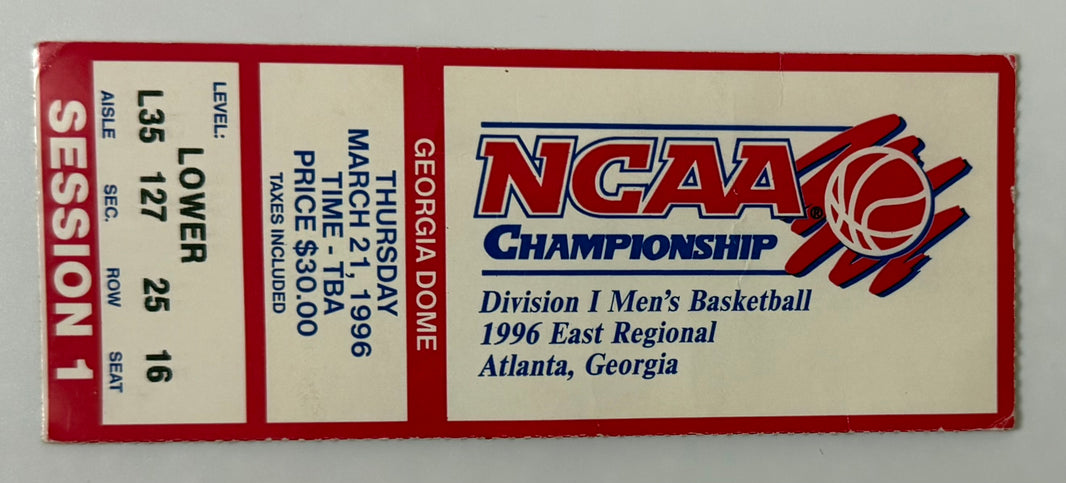 NCAA®
CHAMPIONSHIP
Division I Men's Basketball
1996 East Regional
Atlanta, Georgia
GEORGIA DOME
THURSDAY
MARCH 21, 1996
TIME - TBA
PRICE $30.00
TAXES INCLUDED
LEVEL:
LOWER
L35 127 25 16
AISLE SEC. ROW SEAT
SESSION 1